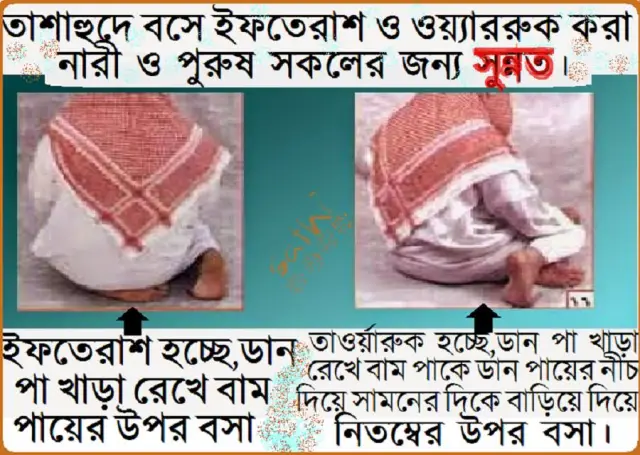 তাশাহুদে বসে ইফতেরাশ ও ওয়্যাররুক করা
নারী ও পুরুষ সকলের জন্য সুন্নত।
ইফতেরাশ হচ্ছে,ডান
পা খাড়া রেখে বাম
পায়ের উপর বসা
তাওর্য়ারুক হচ্ছে,ডান পা খাড়া
রেখে বাম পাকে ডান পায়ের নীচ
দিয়ে সামনের দিকে বাড়িয়ে দিয়ে
নিতম্বের উপর বসা।